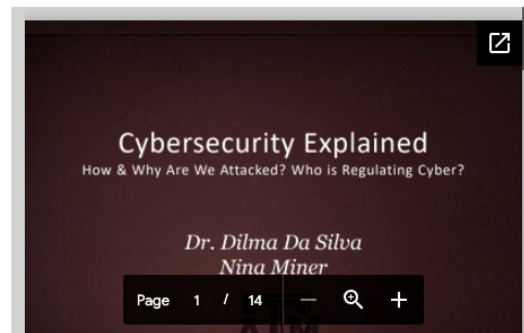 Cybersecurity Explained
How & Why Are We Attacked? Who is Regulating Cyber?
Dr. Dilma Da Silva
Nina Miner
Page 1 / 14